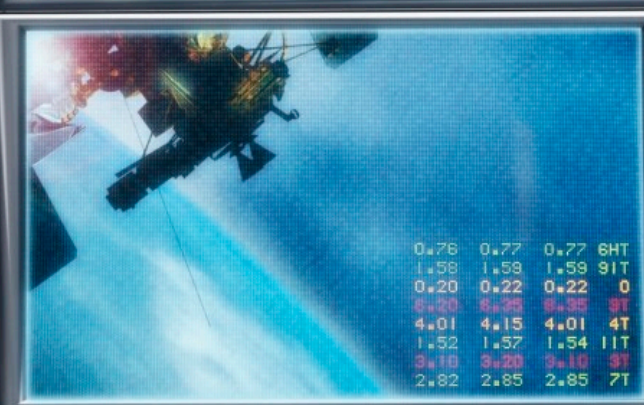 0.76 0.77 0.77 6HT
1.58 1.59 1.59 91T
0.20 0.22 0.22 0
6.20 6.35 6.35 9T
4.01 4.15 4.01 4T
1.52 1.57 1.54 11T
3.10 3.20 3.10 3T
2.82 2.85 2.85 7T